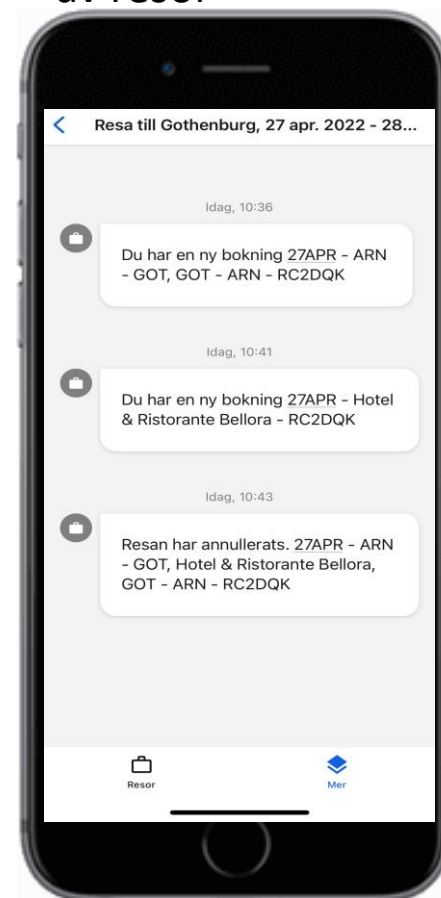 av resor
Resa till Gothenburg, 27 apr. 2022 - 28...
Idag, 10:36
Du har en ny bokning 27APR - ARN
- GOT, GOT - ARN - RC2DQK
Idag, 10:41
Du har en ny bokning 27APR - Hotel
& Ristorante Bellora - RC2DQK
Idag, 10:43
Resan har annullerats. 27APR - ARN
- GOT, Hotel & Ristorante Bellora,
GOT - ARN - RC2DQK
Resor
Mer